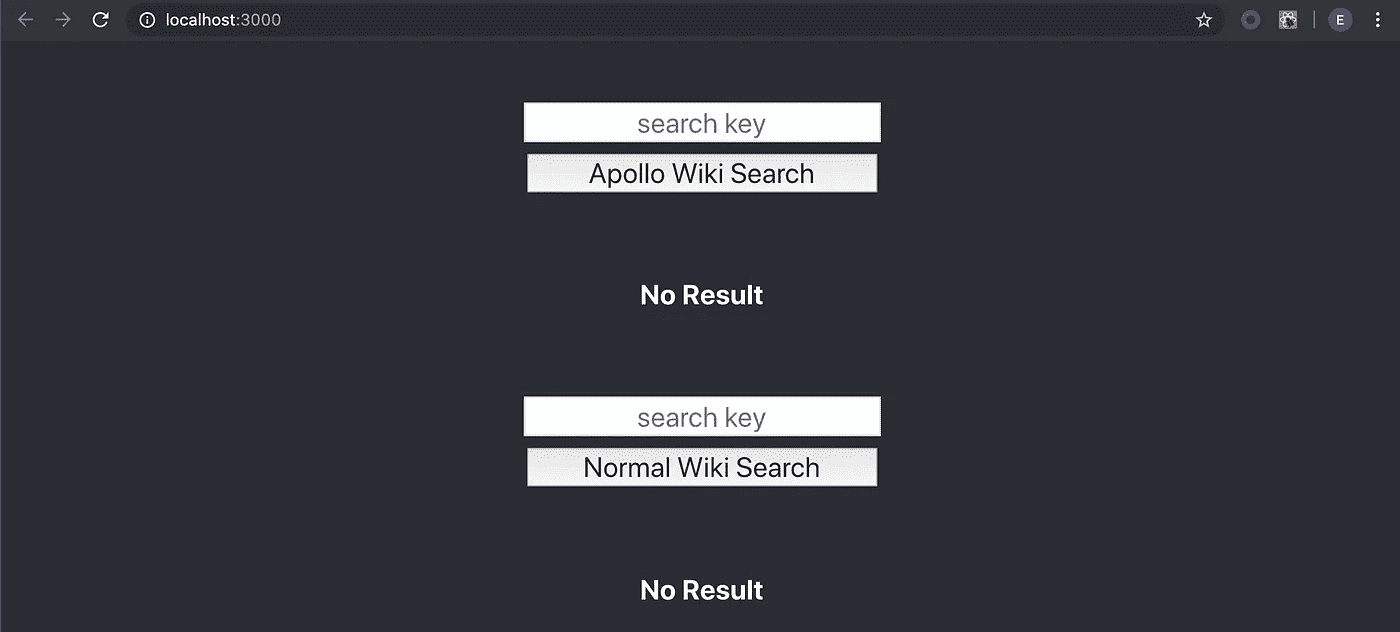 localhost:3000
E
search key
Apollo Wiki Search
No Result
search key
Normal Wiki Search
No Result